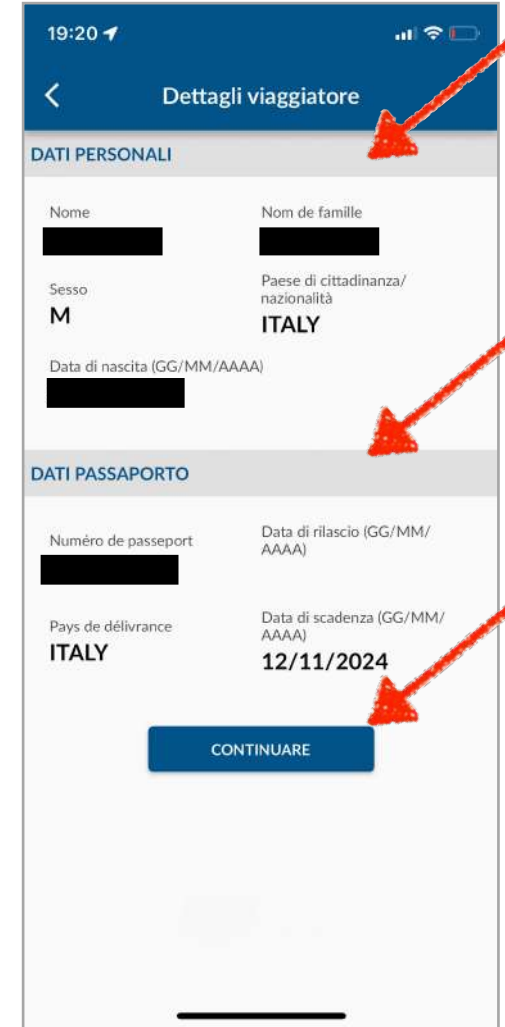 19:20
Dettagli viaggiatore
DATI PERSONALI
Nome
Nom de famille
Sesso
M
Paese di cittadinanza/
nazionalità
ITALY
Data di nascita (GG/MM/AAAA)
DATI PASSAPORTO
Numéro de passeport
Data di rilascio (GG/MM/
AAAA)
Pays de délivrance
ITALY
Data di scadenza (GG/MM/
AAAA)
12/11/2024
CONTINUARE